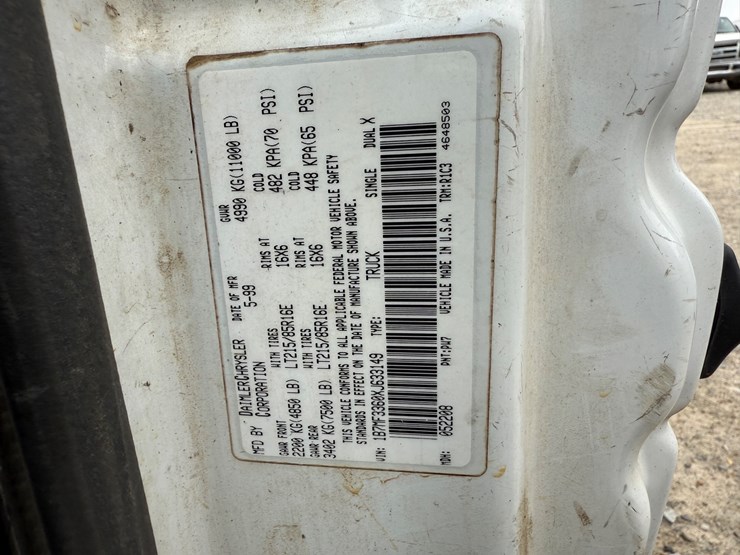 MFD BY DAIMLERCHRYSLER CORPORATION DATE OF MFR 5-99 GVWR 4990 KG(11000 LB)
GAWR FRONT WITH TIRES RIMS AT COLD
2200 KG(4850 LB) LT215/85R16E 16X6 482 KPA(70 PSI)
GAWR REAR WITH TIRES RIMS AT COLD
3402 KG(7500 LB) LT215/85R16E 16X6 448 KPA(65 PSI)
THIS VEHICLE CONFORMS TO ALL APPLICABLE FEDERAL MOTOR VEHICLE SAFETY
STANDARDS IN EFFECT ON THE DATE OF MANUFACTURE SHOWN ABOVE.
VIN: 1B7MF3360XJ633149 TYPE: TRUCK SINGLE DUAL X
MDH: 052208 PNT:PW7 VEHICLE MADE IN U.S.A. TRM:R1C3 4648503